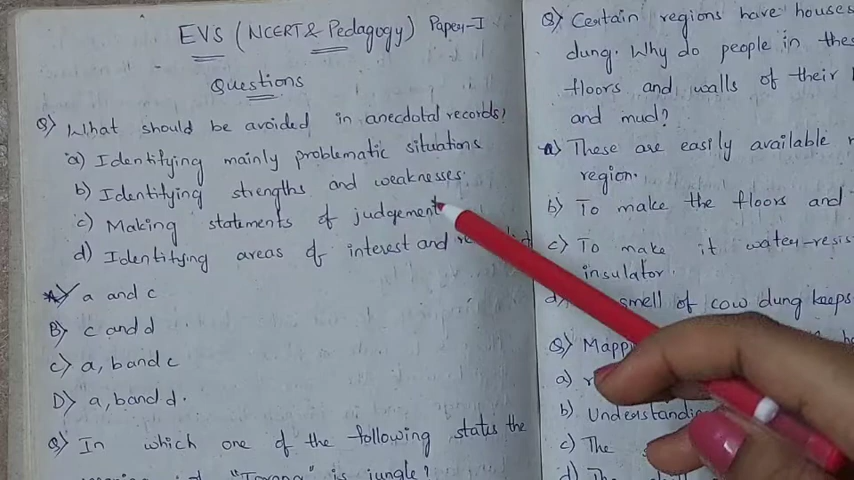 EVS (NCERT & Pedagogy) Paper-I
Questions
Q) What should be avoided in anecdotal records?
a) Identifying mainly problematic situations
b) Identifying strengths and weaknesses.
c) Making statements of judgement
d) Identifying areas of interest and
A) a and c
B) c and d
C) a, b and c
D) a, b and d.
Q) In which one of the following states the
is jungle?
Q) Certain regions have houses
dung. Why do people in
floors and walls of their
and mud?
a) These are easily available
region.
b) To make the floors and
c) To make it
insulator.
smell of cow dung keeps
Q)
a)
b)
c) The
d) The